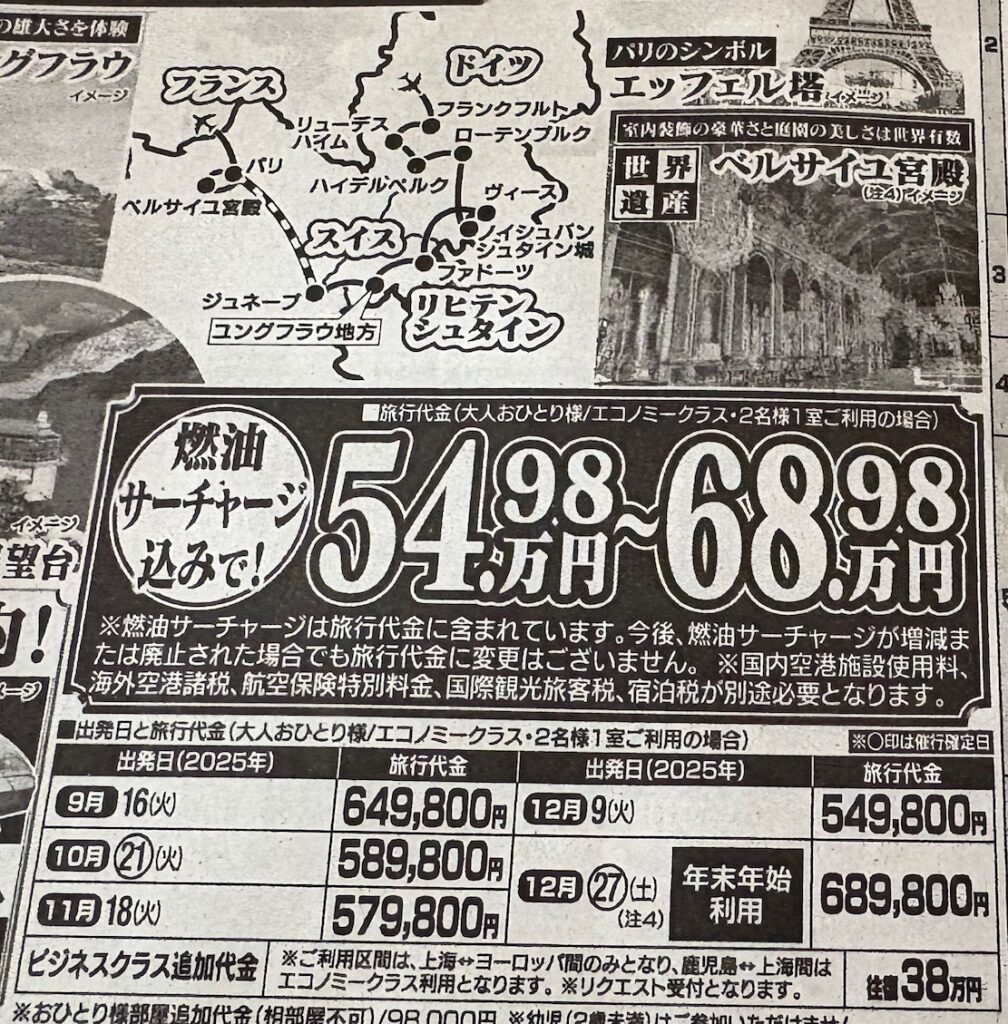 の雄大さを体験
グフラウ
イメージ
フランス
ドイツ
フランクフルト
リューデス
ハイム
ローテンブルク
パリ
ハイデルベルク
ベルサイユ宮殿
ヴィース
スイス
ノイシュバン
シュタイン城
ファドーツ
ジュネーブ
リヒテン
シュタイン
ユングフラウ地方
パリのシンボル
エッフェル塔
イメージ
室内装飾の豪華さと庭園の美しさは世界有数
世界
遺産
ベルサイユ宮殿
(注4)イメージ
2
3
4
イメージ
望台
!
燃油
サーチャージ
込みで!
■旅行代金(大人おひとり様/エコノミークラス・2名様1室ご利用の場合)
54.98万円~68.98万円
※燃油サーチャージは旅行代金に含まれています。今後、燃油サーチャージが増減ま
たは廃止された場合でも旅行代金に変更はございません。 ※国内空港施設使用料、
海外空港諸税、航空保険特別料金、国際観光旅客税、宿泊税が別途必要となります。
■出発日と旅行代金(大人おひとり様/エコノミークラス・2名様1室ご利用の場合)
※○印は催行確定日
出発日(2025年) 旅行代金 出発日(2025年) 旅行代金
9月 16(火) 649,800円 12月 9(火) 549,800円
10月 ㉑(火) 589,800円
12月 ㉗(土) (注4) 年末年始利用 689,800円
11月 18(火) 579,800円
ビジネスクラス追加代金
※ご利用区間は、上海↔ヨーロッパ間のみとなり、鹿児島↔上海間は
エコノミークラス利用となります。 ※リクエスト受付となります。
往復38万円
※おひとり様部屋追加代金(相部屋不可)/98,000円 ※幼児(2歳未満)はご参加いただけません